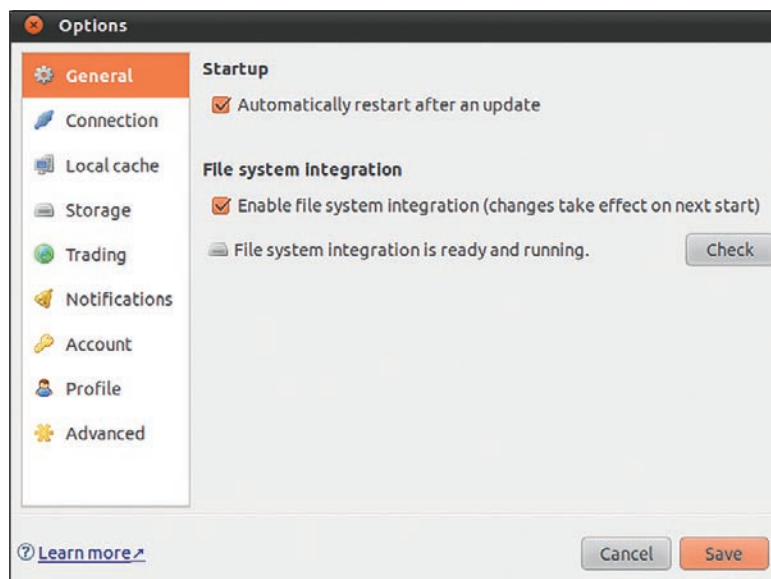 Options
General
Connection
Local cache
Storage
Trading
Notifications
Account
Profile
Advanced
Startup
Automatically restart after an update
File system integration
Enable file system integration (changes take effect on next start)
File system integration is ready and running.
Check
? Learn more
Cancel
Save